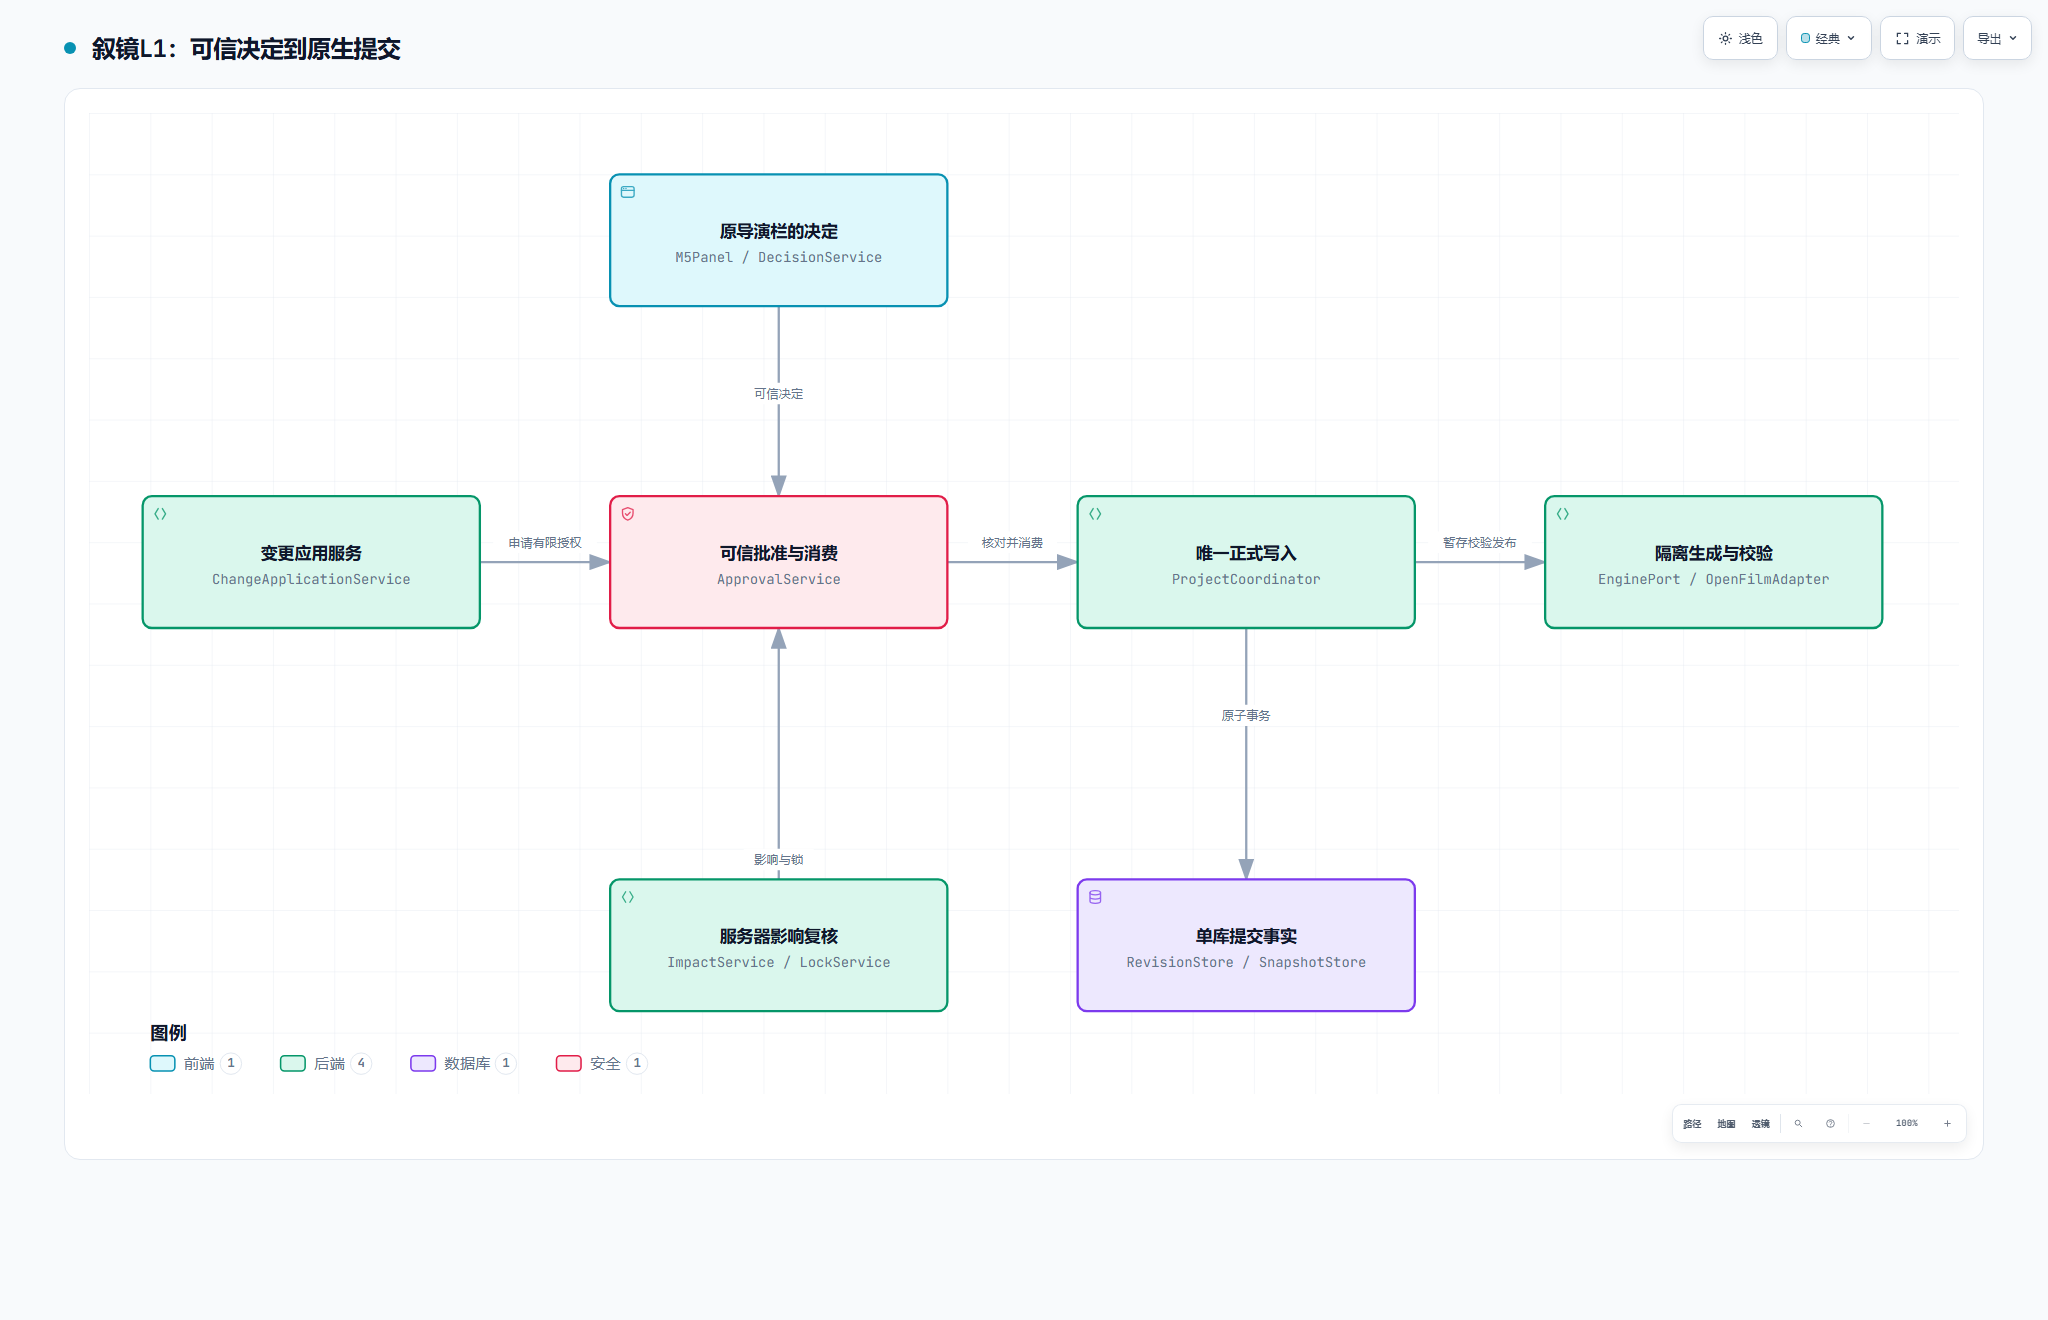 叙镜L1：可信决定到原生提交
浅色
经典
演示
导出
原导演栏的决定
M5Panel / DecisionService
可信决定
变更应用服务
ChangeApplicationService
申请有限授权
可信批准与消费
ApprovalService
核对并消费
唯一正式写入
ProjectCoordinator
暂存校验发布
隔离生成与校验
EnginePort / OpenFilmAdapter
原子事务
影响与锁
服务器影响复核
ImpactService / LockService
单库提交事实
RevisionStore / SnapshotStore
图例
前端 1
后端 4
数据库 1
安全 1
路径 地图 透镜 100%